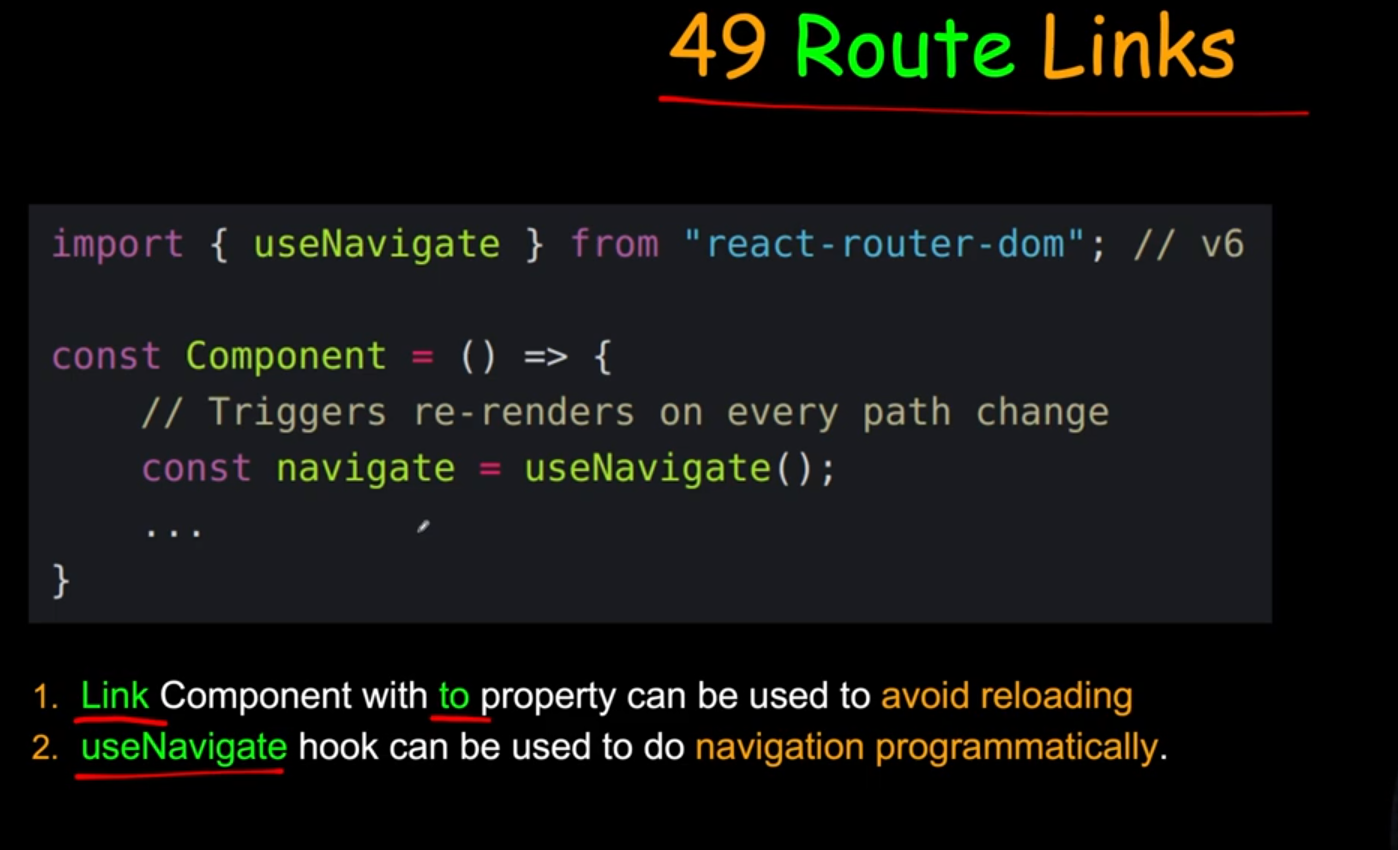 49 Route Links
import { useNavigate } from "react-router-dom"; // v6
const Component = () => {
// Triggers re-renders on every path change
const navigate = useNavigate();
...
}
1. Link Component with to property can be used to avoid reloading
2. useNavigate hook can be used to do navigation programmatically.